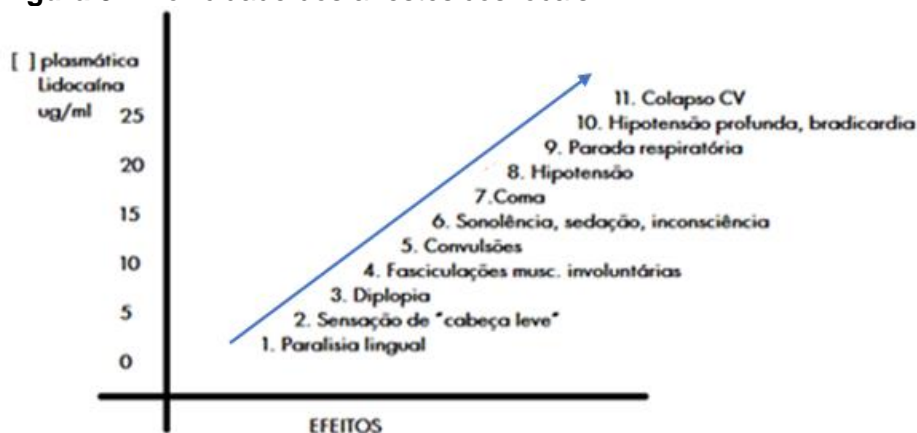 [ ] plasmática
Lidocaína
ug/ml
25
20
15
10
5
0
11. Colapso CV
10. Hipotensão profunda, bradicardia
9. Parada respiratória
8. Hipotensão
7.Coma
6. Sonolência, sedação, inconsciência
5. Convulsões
4. Fasciculações musc. involuntárias
3. Diplopia
2. Sensação de "cabeça leve"
1. Paralisia lingual
EFEITOS